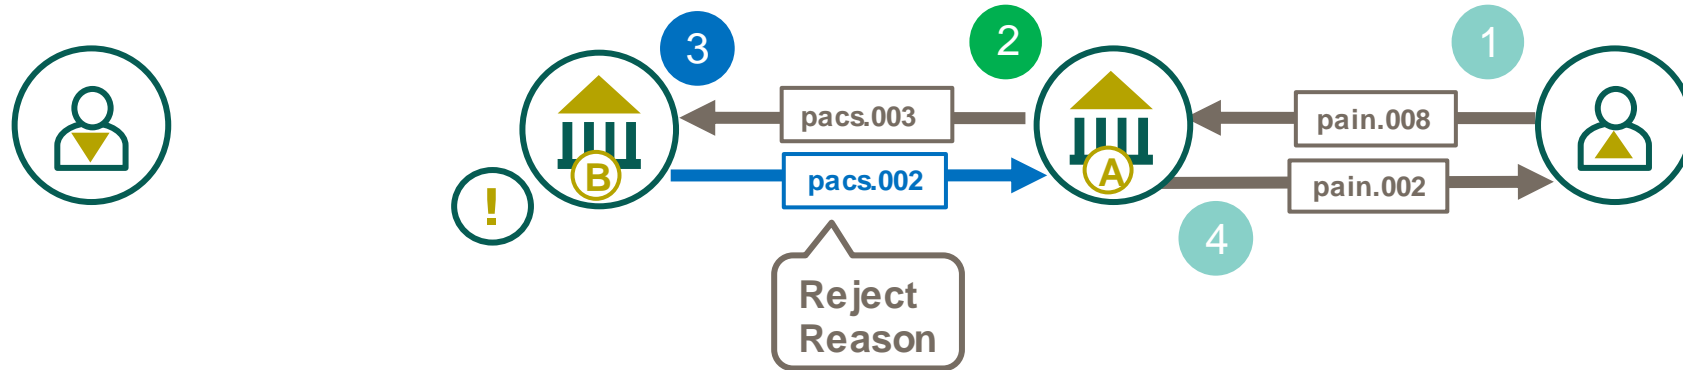 3
2
1
pacs.003
pain.008
B
A
pacs.002
pain.002
!
4
Reject
Reason